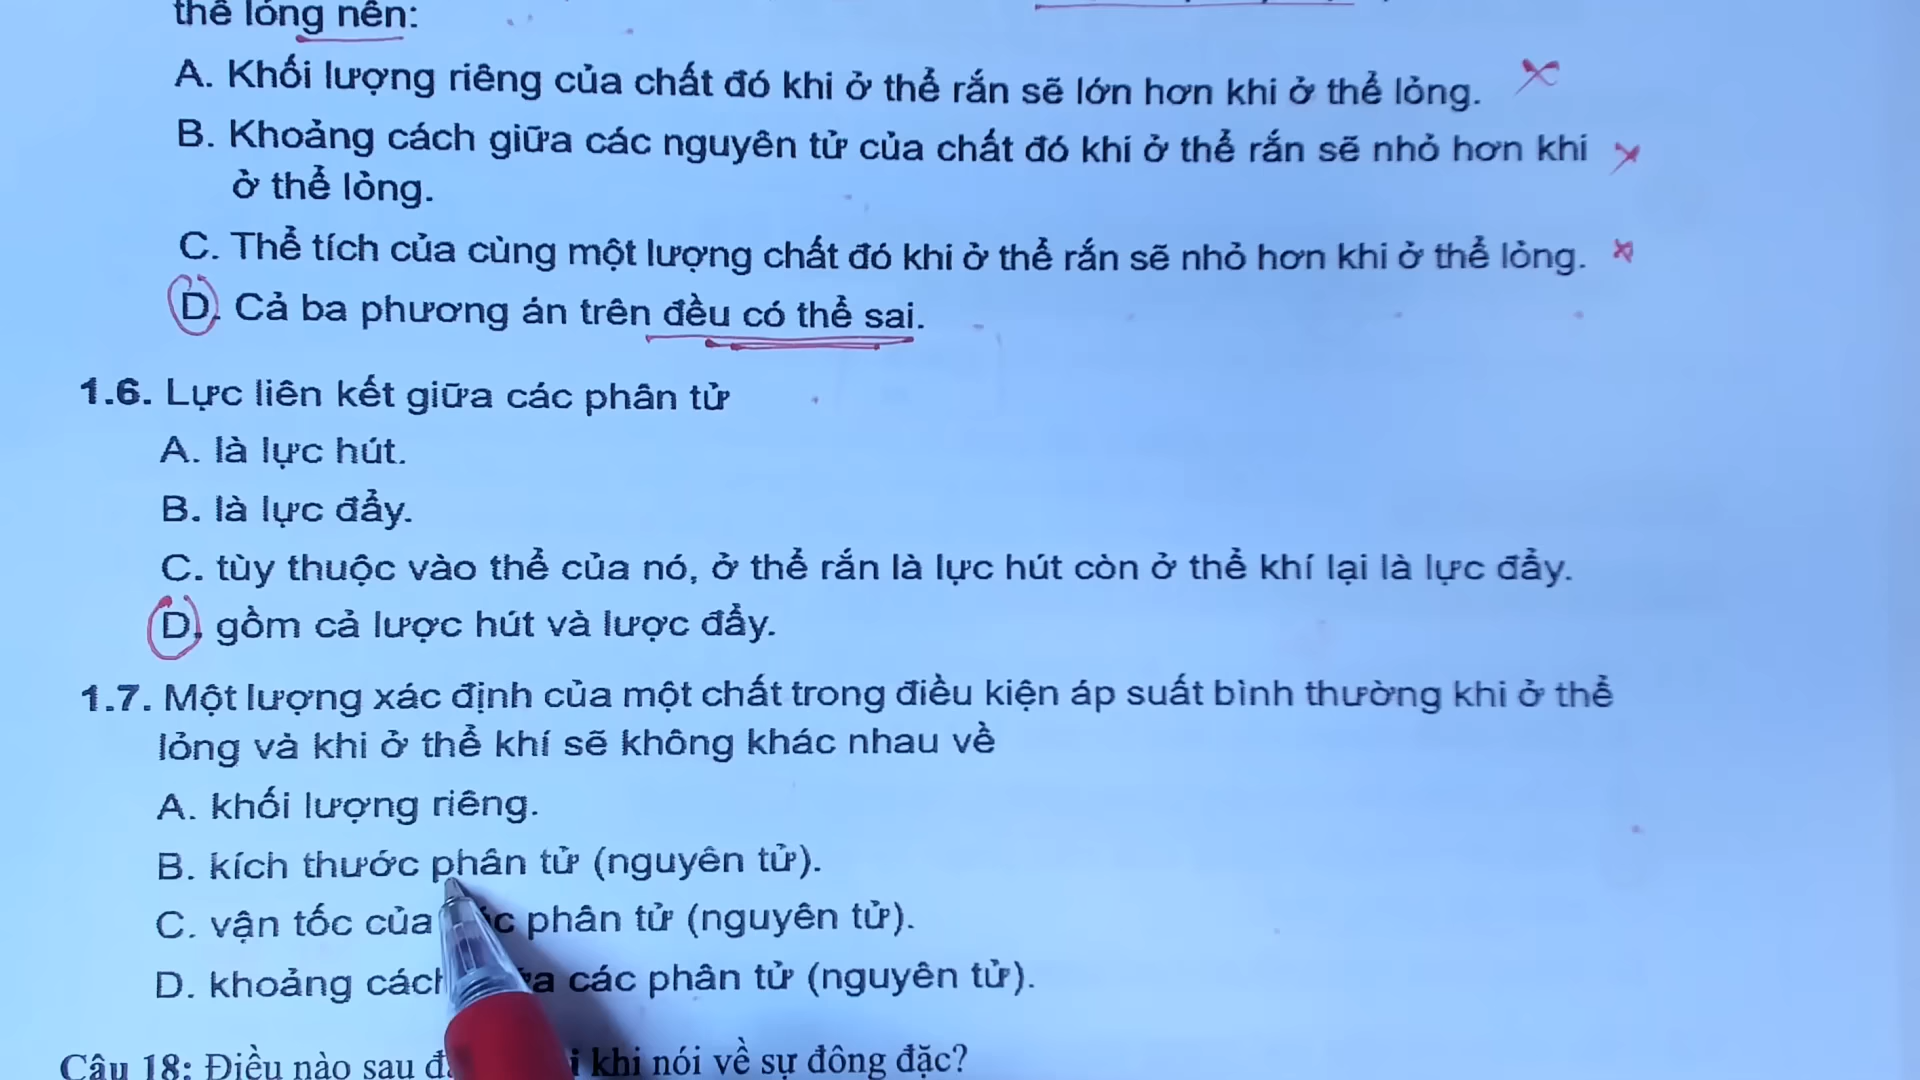 thể lỏng nên:
A. Khối lượng riêng của chất đó khi ở thể rắn sẽ lớn hơn khi ở thể lỏng.
B. Khoảng cách giữa các nguyên tử của chất đó khi ở thể rắn sẽ nhỏ hơn khi
ở thể lỏng.
C. Thể tích của cùng một lượng chất đó khi ở thể rắn sẽ nhỏ hơn khi ở thể lỏng.
D. Cả ba phương án trên đều có thể sai.
1.6. Lực liên kết giữa các phân tử
A. là lực hút.
B. là lực đẩy.
C. tùy thuộc vào thể của nó, ở thể rắn là lực hút còn ở thể khí lại là lực đẩy.
D. gồm cả lược hút và lược đẩy.
1.7. Một lượng xác định của một chất trong điều kiện áp suất bình thường khi ở thể
lỏng và khi ở thể khí sẽ không khác nhau về
A. khối lượng riêng.
B. kích thước phân tử (nguyên tử).
C. vận tốc của phân tử (nguyên tử).
D. khoảng các phân tử (nguyên tử).
Câu 18: Điều nào sau khi nói về sự đông đặc?